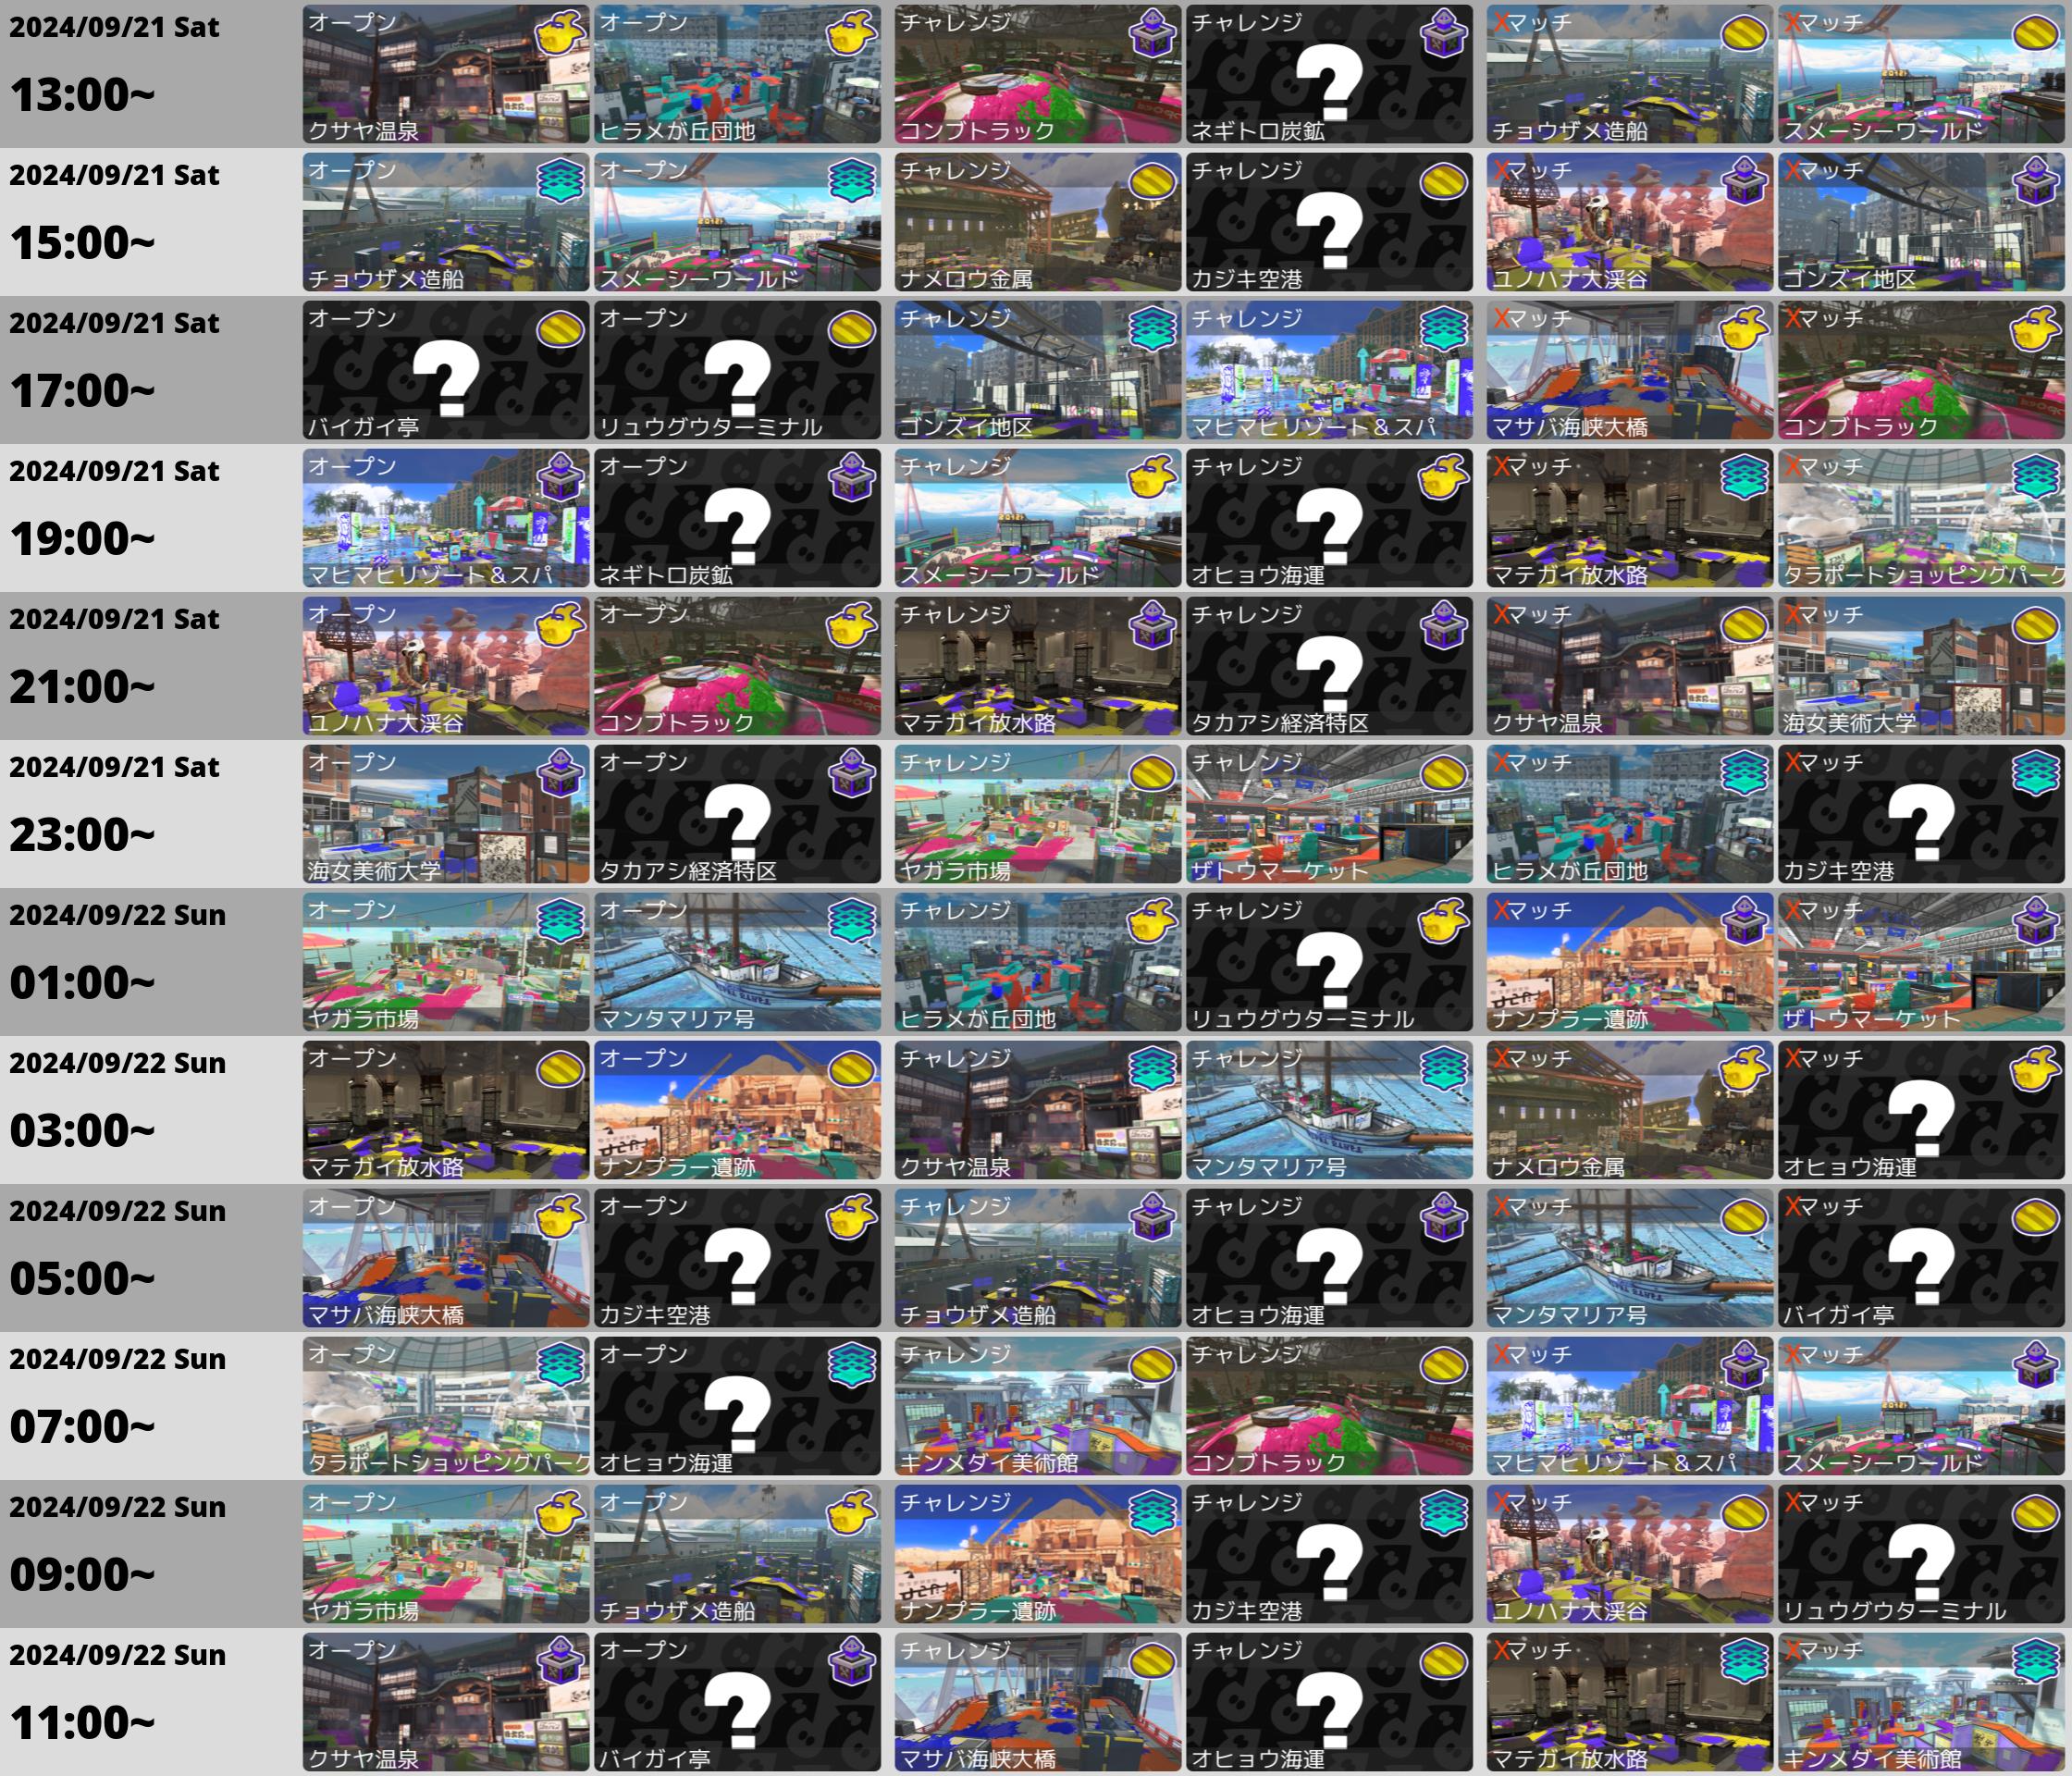 2024/09/21 Sat
13:00~
オープン オープン チャレンジ チャレンジ Xマッチ Xマッチ
クサヤ温泉 ヒラメが丘団地 コンブトラック ネギトロ炭鉱 チョウザメ造船 スメーシーワールド
2024/09/21 Sat
15:00~
オープン オープン チャレンジ チャレンジ Xマッチ Xマッチ
チョウザメ造船 スメーシーワールド ナメロウ金属 カジキ空港 ユノハナ大渓谷 ゴンズイ地区
2024/09/21 Sat
17:00~
オープン オープン チャレンジ チャレンジ Xマッチ Xマッチ
バイガイ亭 リュウグウターミナル ゴンズイ地区 マヒマヒリゾート&スパ マサバ海峡大橋 コンブトラック
2024/09/21 Sat
19:00~
オープン オープン チャレンジ チャレンジ Xマッチ Xマッチ
マヒマヒリゾート&スパ ネギトロ炭鉱 スメーシーワールド オヒョウ海運 マテガイ放水路 タラポートショッピングパーク
2024/09/21 Sat
21:00~
オープン オープン チャレンジ チャレンジ Xマッチ Xマッチ
ユノハナ大渓谷 コンブトラック マテガイ放水路 タカアシ経済特区 クサヤ温泉 海女美術大学
2024/09/21 Sat
23:00~
オープン オープン チャレンジ チャレンジ Xマッチ Xマッチ
海女美術大学 タカアシ経済特区 ヤガラ市場 ザトウマーケット ヒラメが丘団地 カジキ空港
2024/09/22 Sun
01:00~
オープン オープン チャレンジ チャレンジ Xマッチ Xマッチ
ヤガラ市場 マンタマリア号 ヒラメが丘団地 リュウグウターミナル ナンプラー遺跡 ザトウマーケット
2024/09/22 Sun
03:00~
オープン オープン チャレンジ チャレンジ Xマッチ Xマッチ
マテガイ放水路 ナンプラー遺跡 クサヤ温泉 マンタマリア号 ナメロウ金属 オヒョウ海運
2024/09/22 Sun
05:00~
オープン オープン チャレンジ チャレンジ Xマッチ Xマッチ
マサバ海峡大橋 カジキ空港 チョウザメ造船 オヒョウ海運 マンタマリア号 バイガイ亭
2024/09/22 Sun
07:00~
オープン オープン チャレンジ チャレンジ Xマッチ Xマッチ
タラポートショッピングパーク オヒョウ海運 キンメダイ美術館 コンブトラック マヒマヒリゾート&スパ スメーシーワールド
2024/09/22 Sun
09:00~
オープン オープン チャレンジ チャレンジ Xマッチ Xマッチ
ヤガラ市場 チョウザメ造船 ナンプラー遺跡 カジキ空港 ユノハナ大渓谷 リュウグウターミナル
2024/09/22 Sun
11:00~
オープン オープン チャレンジ チャレンジ Xマッチ Xマッチ
クサヤ温泉 バイガイ亭 マサバ海峡大橋 オヒョウ海運 マテガイ放水路 キンメダイ美術館